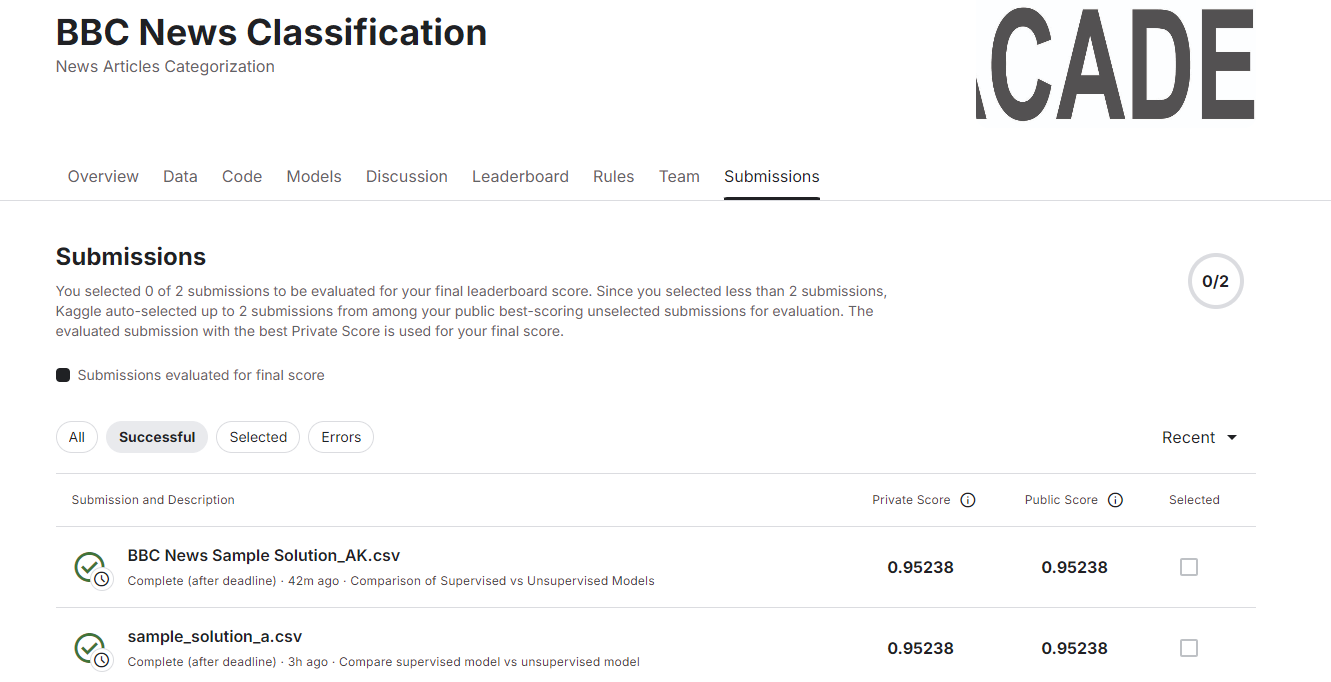 BBC News Classification
News Articles Categorization
CADE
Overview Data Code Models Discussion Leaderboard Rules Team Submissions
Submissions
You selected 0 of 2 submissions to be evaluated for your final leaderboard score. Since you selected less than 2 submissions,
Kaggle auto-selected up to 2 submissions from among your public best-scoring unselected submissions for evaluation. The
evaluated submission with the best Private Score is used for your final score.
0/2
Submissions evaluated for final score
All Successful Selected Errors Recent
Submission and Description Private Score Public Score Selected
BBC News Sample Solution_AK.csv
Complete (after deadline) · 42m ago · Comparison of Supervised vs Unsupervised Models
0.95238 0.95238
sample_solution_a.csv
Complete (after deadline) · 3h ago · Compare supervised model vs unsupervised model
0.95238 0.95238